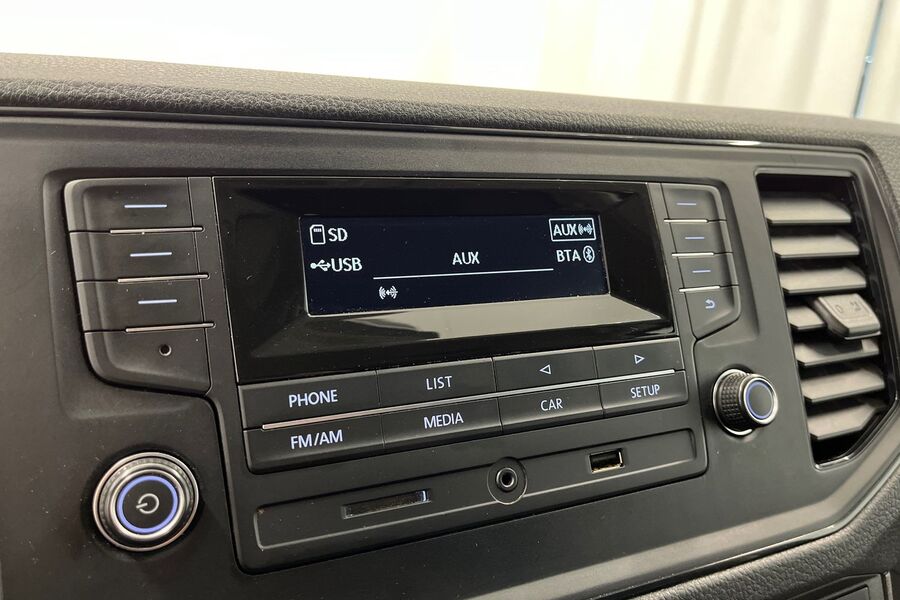 SD
AUX
USB
AUX
BTA
PHONE
LIST
FM/AM
MEDIA
CAR
SETUP